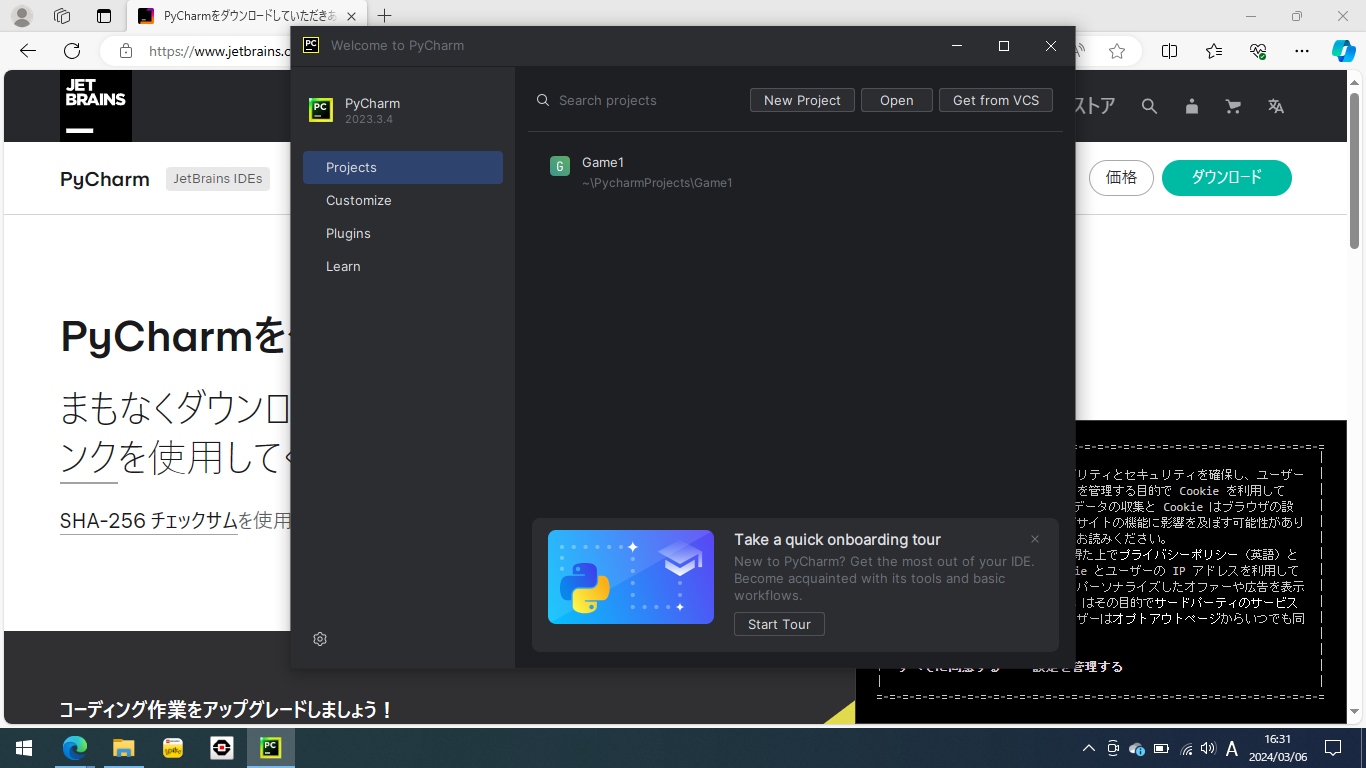 PyCharmをダウンロードしていただきあ
https://www.jetbrains.c
JET
BRAINS
ストア
PyCharm
JetBrains IDEs
価格
ダウンロード
PyCharmを
まもなくダウンロ
ンクを使用してく
SHA-256 チェックサムを使用
コーディング作業をアップグレードしましょう！
PC
Welcome to PyCharm
PC
PyCharm
2023.3.4
Projects
Customize
Plugins
Learn
Search projects
New Project
Open
Get from VCS
G
Game1
~\PycharmProjects\Game1
Take a quick onboarding tour
New to PyCharm? Get the most out of your IDE.
Become acquainted with its tools and basic
workflows.
Start Tour
リティとセキュリティを確保し、ユーザー
を管理する目的で Cookie を利用して
データの収集と Cookie はブラウザの設
サイトの機能に影響を及ぼす可能性があり
お読みください。
得た上でプライバシーポリシー（英語）と
ie とユーザーの IP アドレスを利用して
パーソナライズしたオファーや広告を表示
はその目的でサードパーティのサービス
ザーはオプトアウトページからいつでも同
すべてに同意する 設定を管理する
PC
A
16:31
2024/03/06